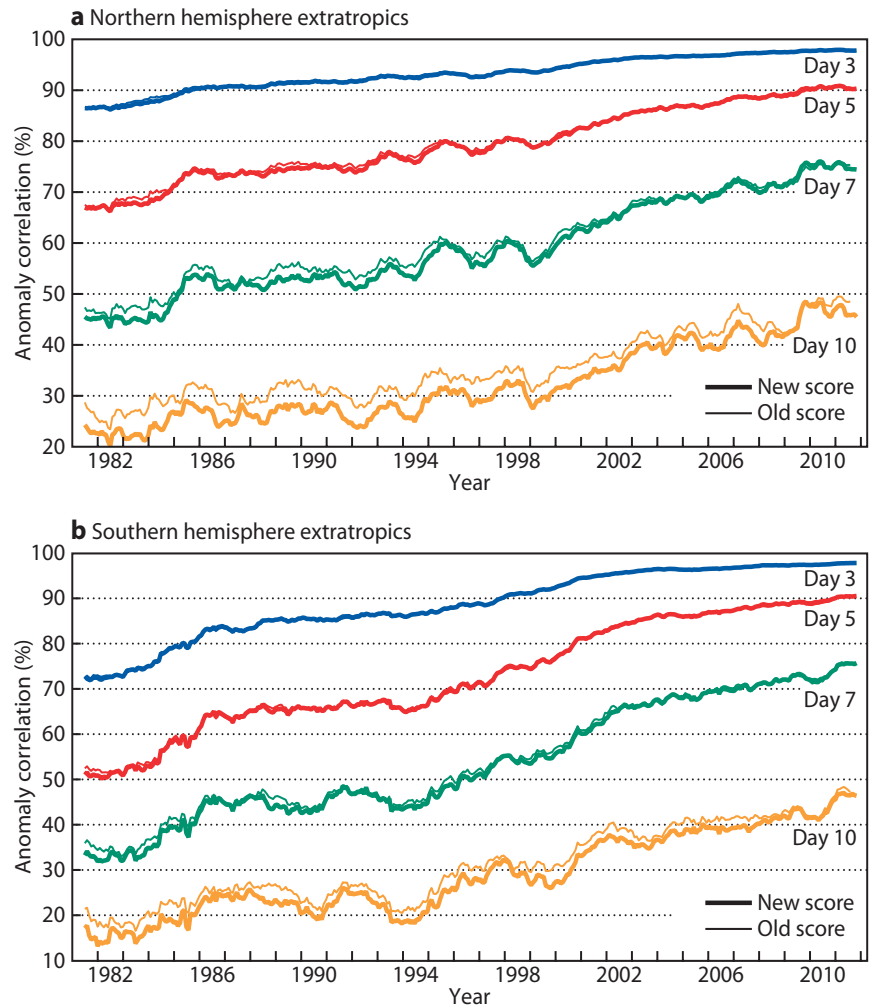 a Northern hemisphere extratropics
Anomaly correlation (%)
100
90
80
70
60
50
40
30
20
Day 3
Day 5
Day 7
Day 10
New score
Old score
1982 1986 1990 1994 1998 2002 2006 2010
Year
b Southern hemisphere extratropics
Anomaly correlation (%)
100
90
80
70
60
50
40
30
20
10
Day 3
Day 5
Day 7
Day 10
New score
Old score
1982 1986 1990 1994 1998 2002 2006 2010
Year